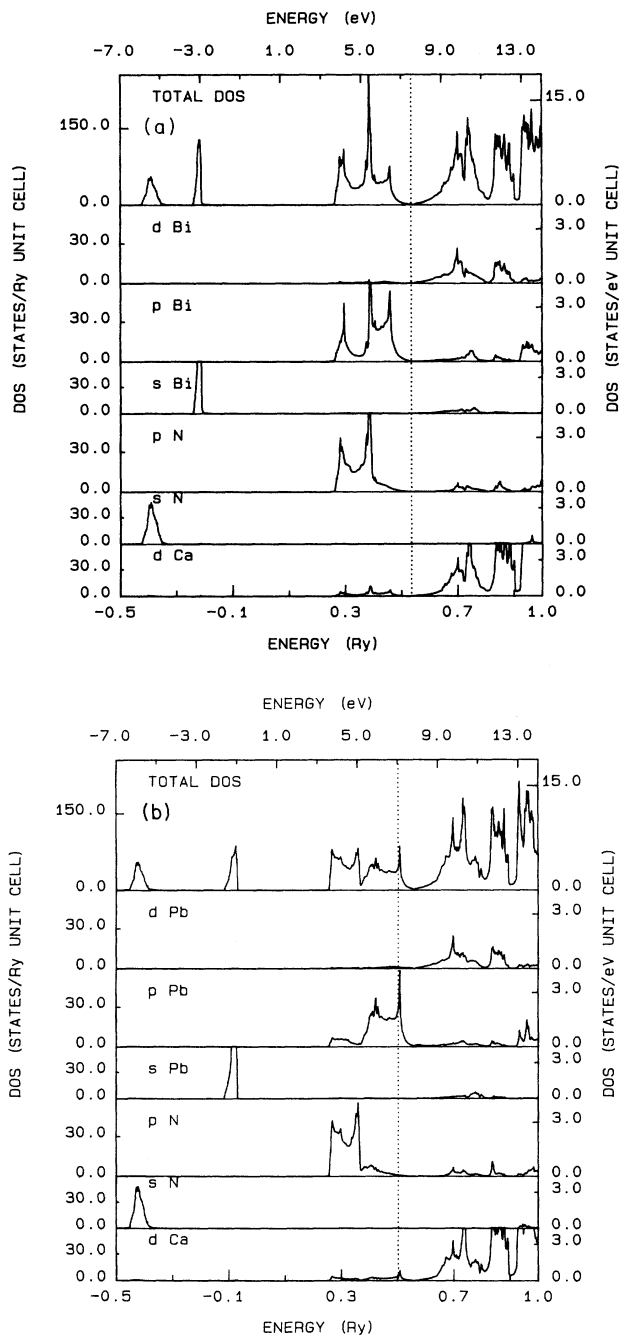 ENERGY (eV)
-7.0 -3.0 1.0 5.0 9.0 13.0
TOTAL DOS
(a)
150.0 15.0
0.0 0.0
d Bi
30.0 3.0
0.0 0.0
p Bi
30.0 3.0
0.0 0.0
s Bi
30.0 3.0
0.0 0.0
p N
30.0 3.0
0.0 0.0
s N
30.0 3.0
0.0 0.0
d Ca
30.0 3.0
0.0 0.0
-0.5 -0.1 0.3 0.7 1.0
ENERGY (Ry)
DOS (STATES/Ry UNIT CELL)
DOS (STATES/eV UNIT CELL)
ENERGY (eV)
-7.0 -3.0 1.0 5.0 9.0 13.0
TOTAL DOS
(b)
150.0 15.0
0.0 0.0
d Pb
30.0 3.0
0.0 0.0
p Pb
30.0 3.0
0.0 0.0
s Pb
30.0 3.0
0.0 0.0
p N
30.0 3.0
0.0 0.0
s N
30.0 3.0
0.0 0.0
d Ca
30.0 3.0
0.0 0.0
-0.5 -0.1 0.3 0.7 1.0
ENERGY (Ry)
DOS (STATES/Ry UNIT CELL)
DOS (STATES/eV UNIT CELL)